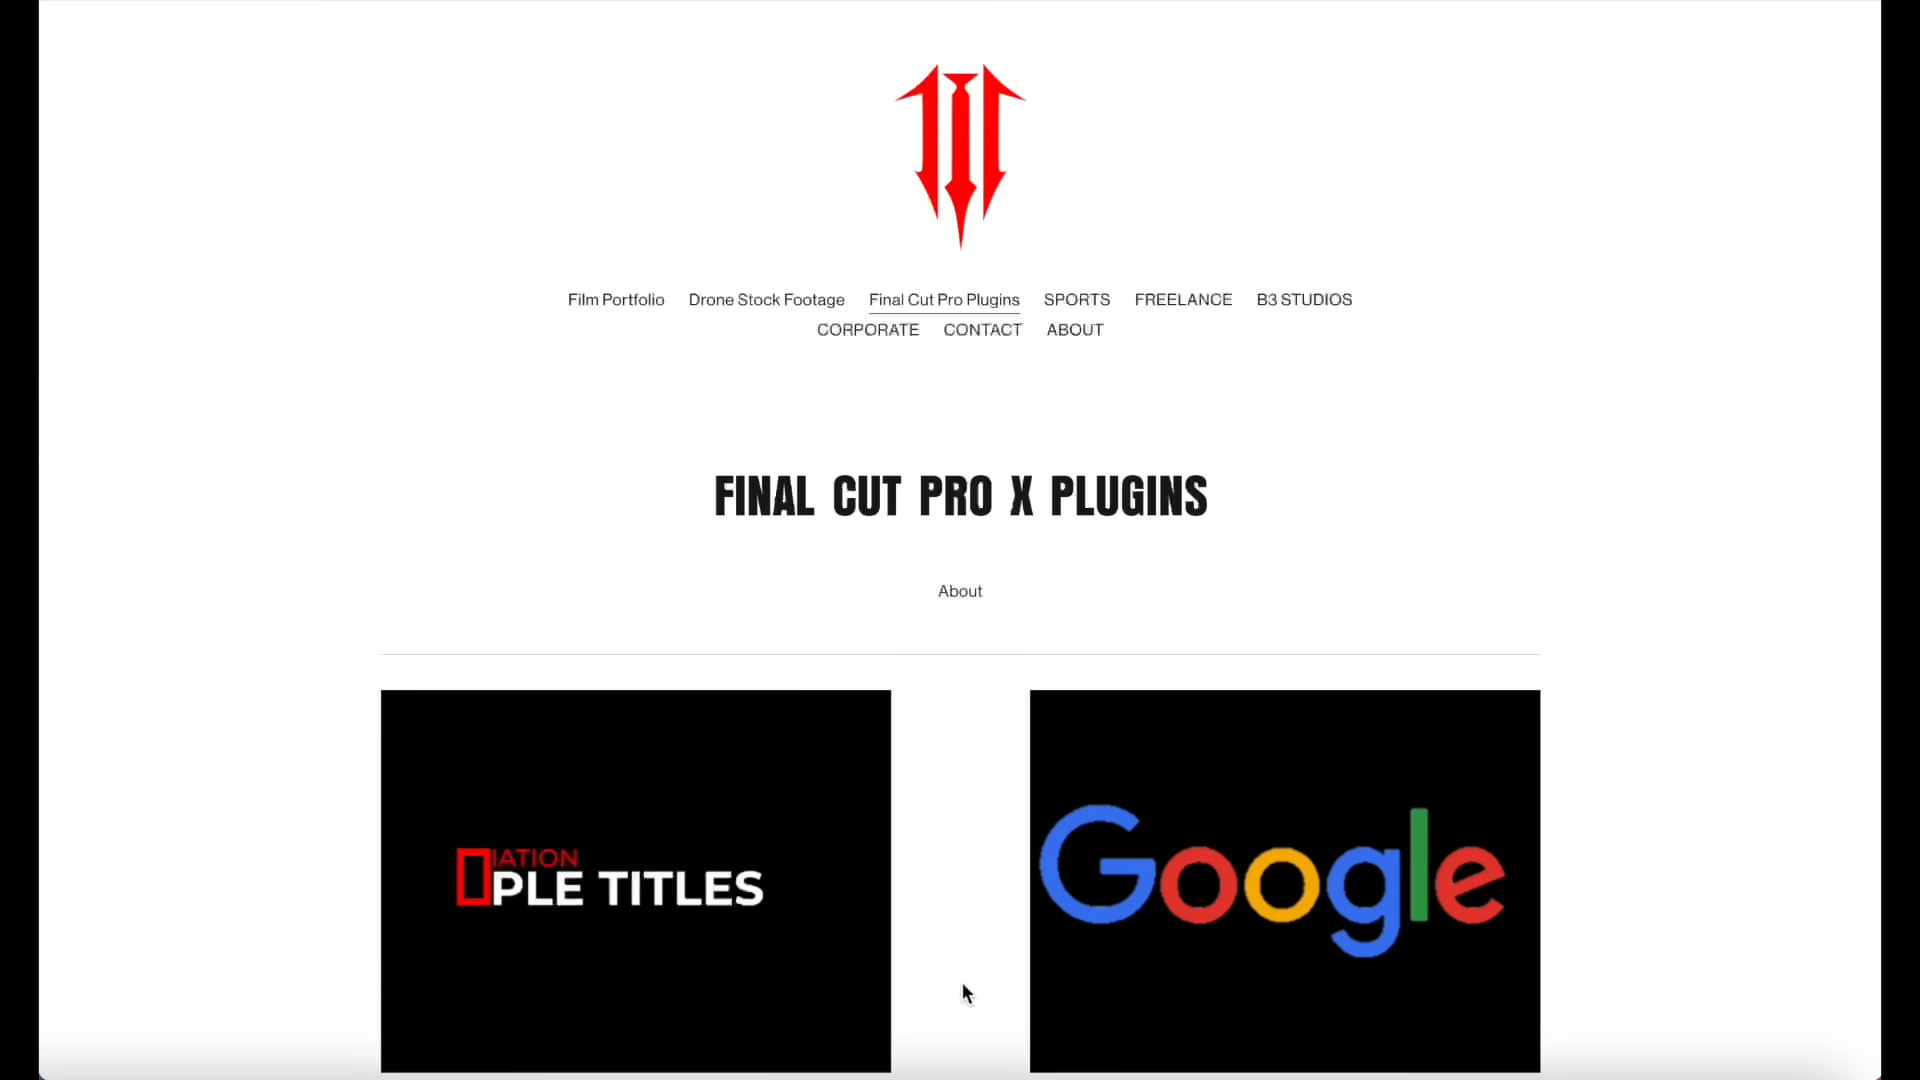 Film Portfolio Drone Stock Footage Final Cut Pro Plugins SPORTS FREELANCE B3 STUDIOS
CORPORATE CONTACT ABOUT
FINAL CUT PRO X PLUGINS
About
IATION
PLE TITLES
Google